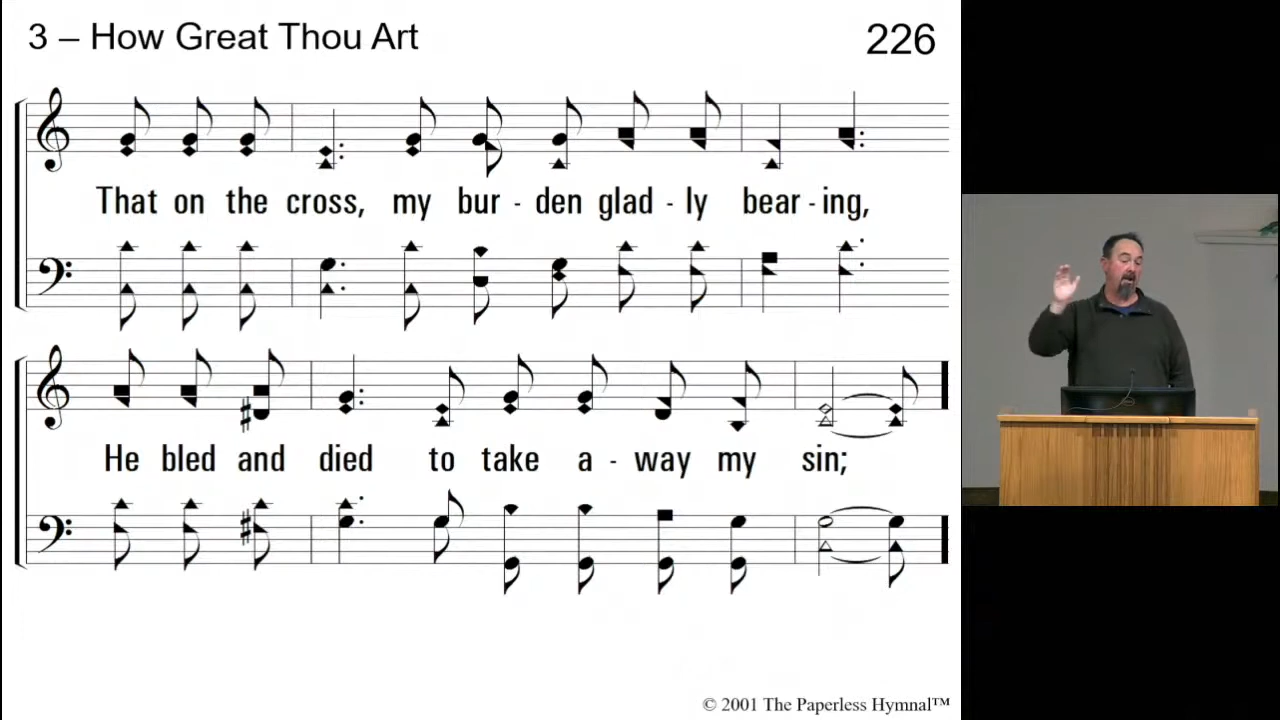 3 – How Great Thou Art
226
That on the cross, my bur - den glad - ly bear - ing,
He bled and died to take a - way my sin;
© 2001 The Paperless Hymnal™